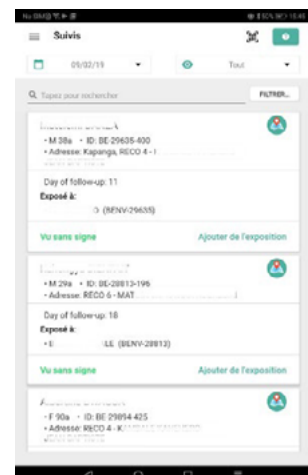 Suivis
09/02/19
Tout
Tapez pour rechercher
FILTRER...
• M 38a • ID: BE-29635-400
• Adresse: Kapanga, RECO 4 -
Day of follow-up: 11
Exposé à:
(BENV-29635)
Vu sans signe Ajouter de l'exposition
• M 29a • ID: BE-28813-196
• Adresse: RECO 6 - MAT
Day of follow-up: 18
Exposé à:
LE (BENV-28813)
Vu sans signe Ajouter de l'exposition
• F 90a • ID: BE 29894-425
• Adresse: RECO 4 - K